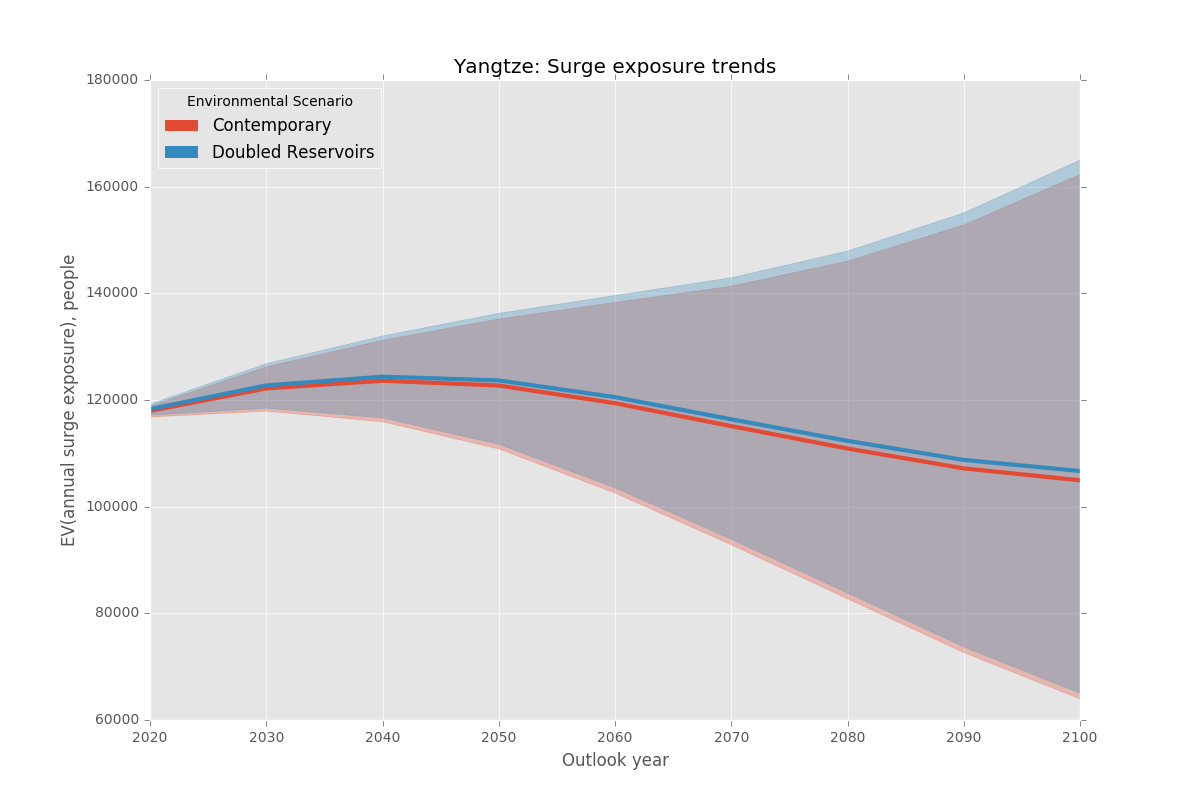 Yangtze: Surge exposure trends
Environmental Scenario
Contemporary
Doubled Reservoirs
EV(annual surge exposure), people
180000
160000
140000
120000
100000
80000
60000
2020 2030 2040 2050 2060 2070 2080 2090 2100
Outlook year